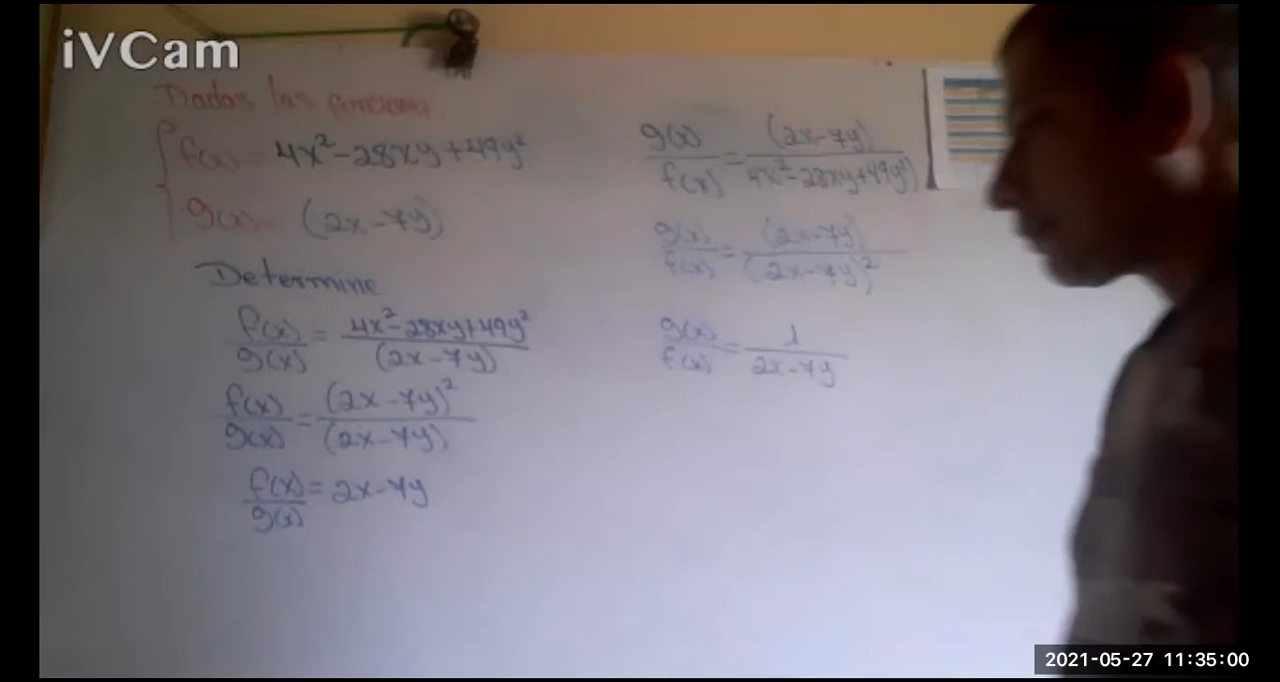 iVCam
Dadas las funciones
f(x) = 4x²-28xy+49y²
g(x) = (2x-7y)
Determine
f(x)/g(x) = 4x²-28xy+49y²/(2x-7y)
f(x)/g(x) = (2x-7y)²/(2x-7y)
f(x)/g(x) = 2x-7y
g(x)/f(x) = (2x-7y)/4x²-28xy+49y²)
g(x)/f(x) = (2x-7y)/(2x-7y)²
g(x)/f(x) = 1/2x-7y
2021-05-27 11:35:00